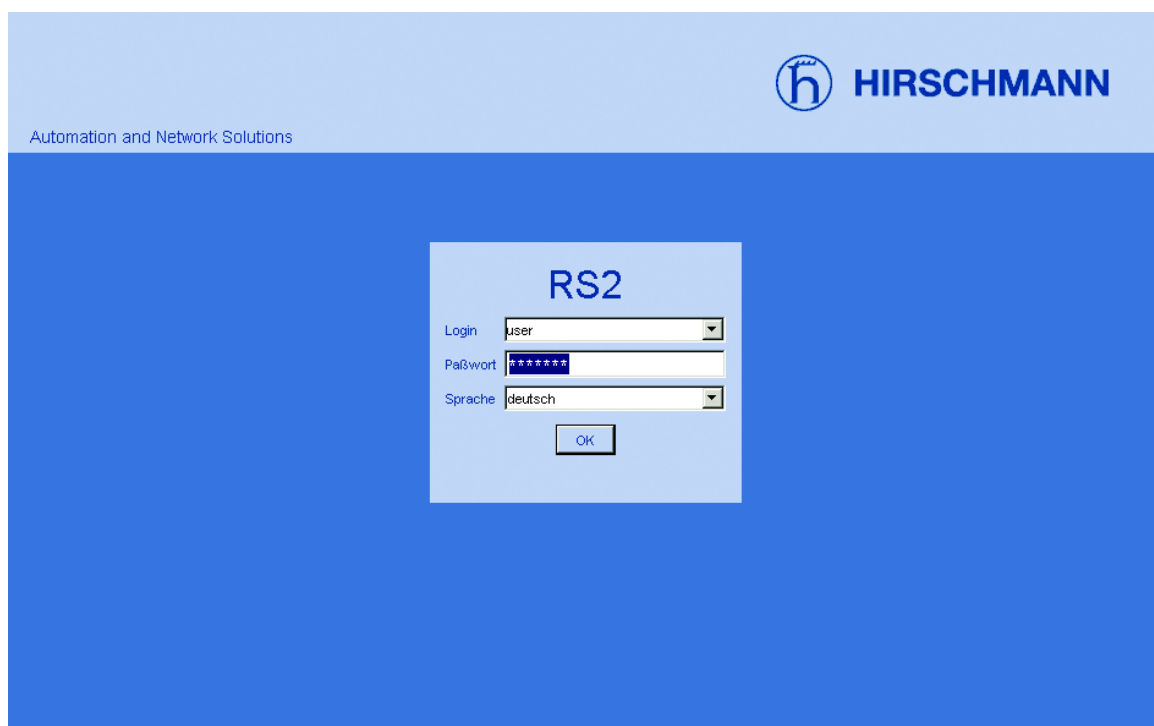 HIRSCHMANN
Automation and Network Solutions
RS2
Login user
Paßwort *******
Sprache deutsch
OK